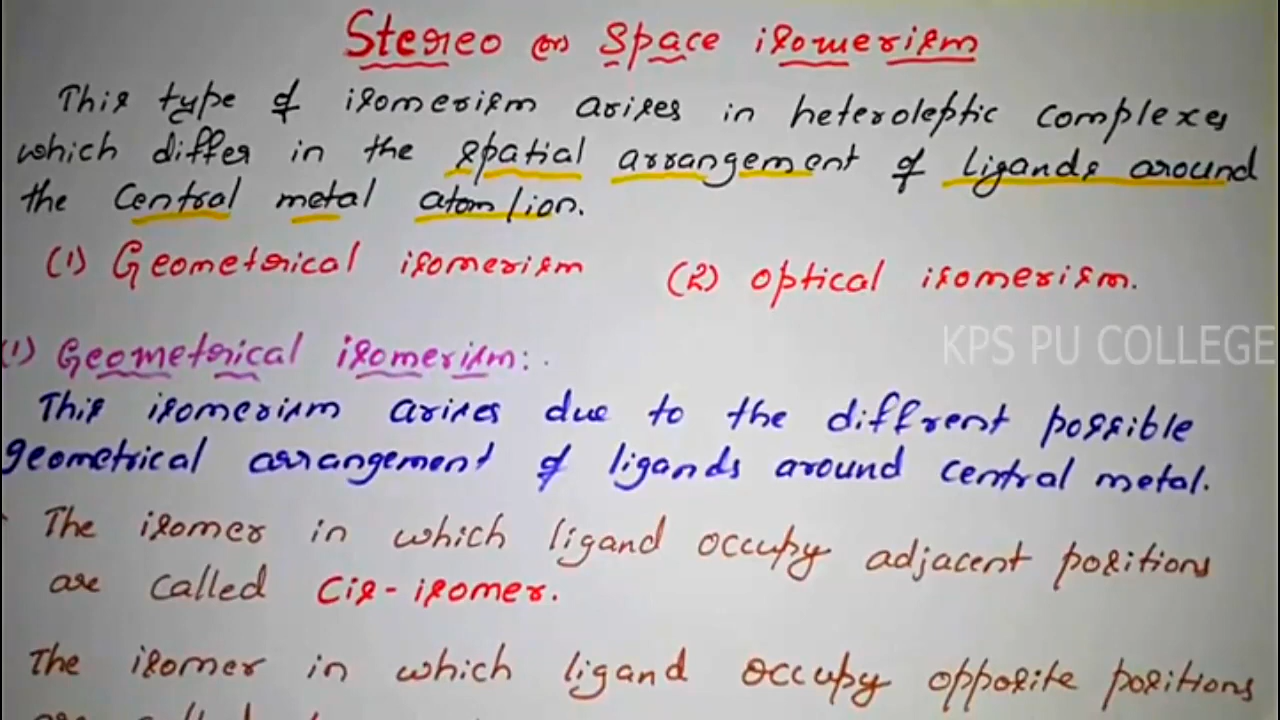 Stereo or Space isomerism
This type of isomerism arises in heteroleptic complexes
which differ in the spatial arrangement of ligands around
the central metal atom/ion.
(1) Geometrical isomerism (2) optical isomerism.
KPS PU COLLEGE
(1) Geometrical isomerism:
This isomerism arises due to the diffrent possible
geometrical arrangement of ligands around central metal.
The isomer in which ligand occupy adjacent positions
are called Cis-isomer.
The isomer in which ligand occupy opposite positions
are called